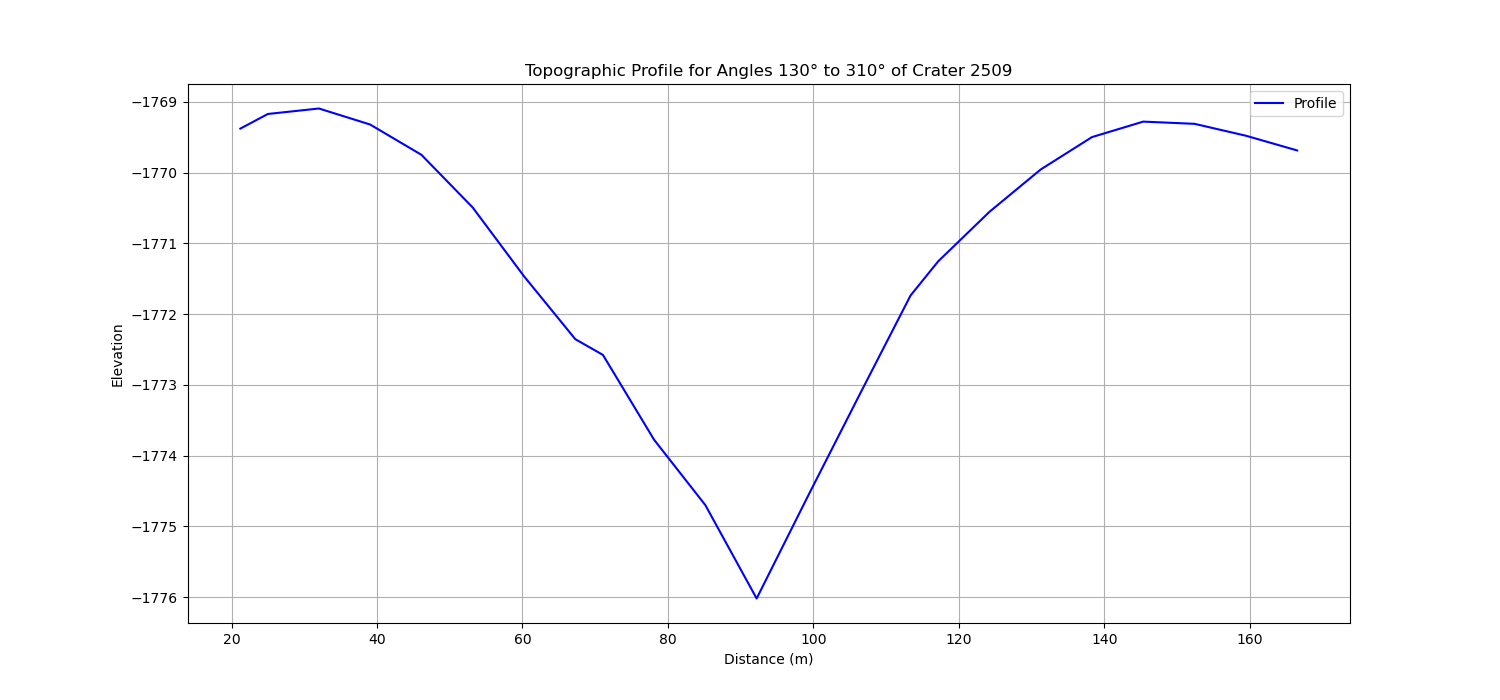 Topographic Profile for Angles 130° to 310° of Crater 2509
Profile
Elevation
−1769
−1770
−1771
−1772
−1773
−1774
−1775
−1776
20 40 60 80 100 120 140 160
Distance (m)